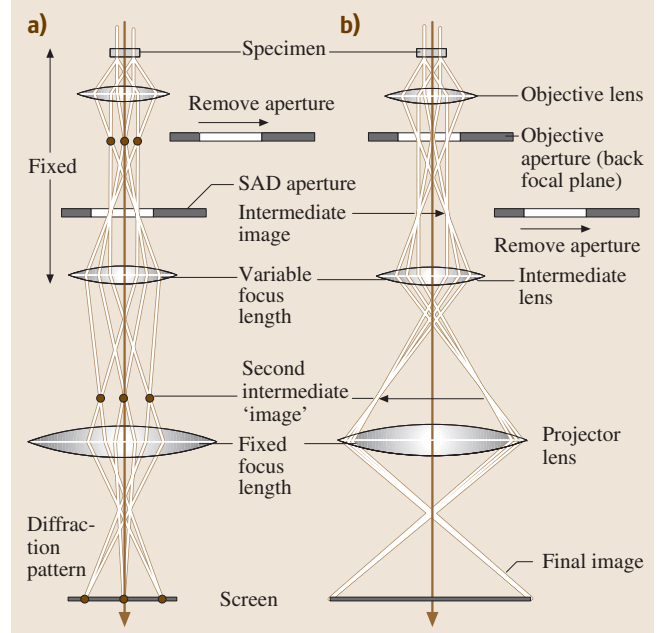 a)
b)
Specimen
Objective lens
Remove aperture
Objective
aperture (back
focal plane)
Fixed
SAD aperture
Intermediate
image
Remove aperture
Variable
focus
length
Intermediate
lens
Second
intermediate
‘image’
Fixed
focus
length
Projector
lens
Diffrac-
tion
pattern
Final image
Screen